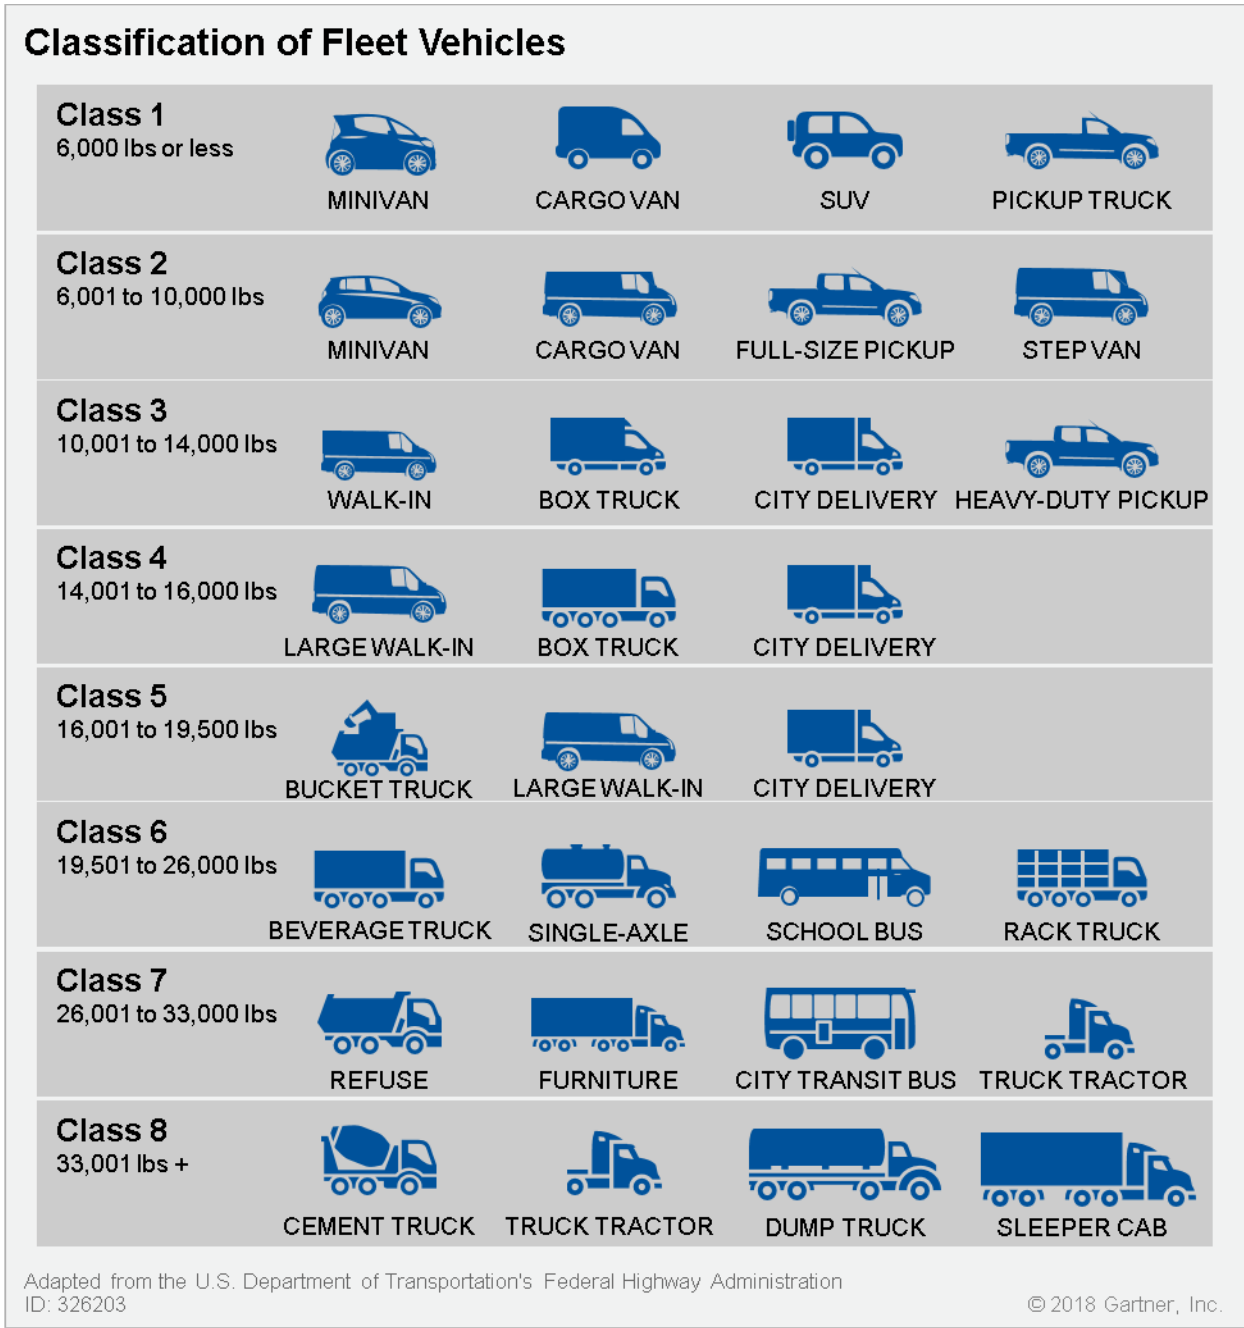 Classification of Fleet Vehicles
Class 1
6,000 lbs or less
MINIVAN
CARGO VAN
SUV
PICKUP TRUCK
Class 2
6,001 to 10,000 lbs
MINIVAN
CARGO VAN
FULL-SIZE PICKUP
STEP VAN
Class 3
10,001 to 14,000 lbs
WALK-IN
BOX TRUCK
CITY DELIVERY
HEAVY-DUTY PICKUP
Class 4
14,001 to 16,000 lbs
LARGE WALK-IN
BOX TRUCK
CITY DELIVERY
Class 5
16,001 to 19,500 lbs
BUCKET TRUCK
LARGE WALK-IN
CITY DELIVERY
Class 6
19,501 to 26,000 lbs
BEVERAGE TRUCK
SINGLE-AXLE
SCHOOL BUS
RACK TRUCK
Class 7
26,001 to 33,000 lbs
REFUSE
FURNITURE
CITY TRANSIT BUS
TRUCK TRACTOR
Class 8
33,001 lbs +
CEMENT TRUCK
TRUCK TRACTOR
DUMP TRUCK
SLEEPER CAB
Adapted from the U.S. Department of Transportation's Federal Highway Administration
ID: 326203
© 2018 Gartner, Inc.